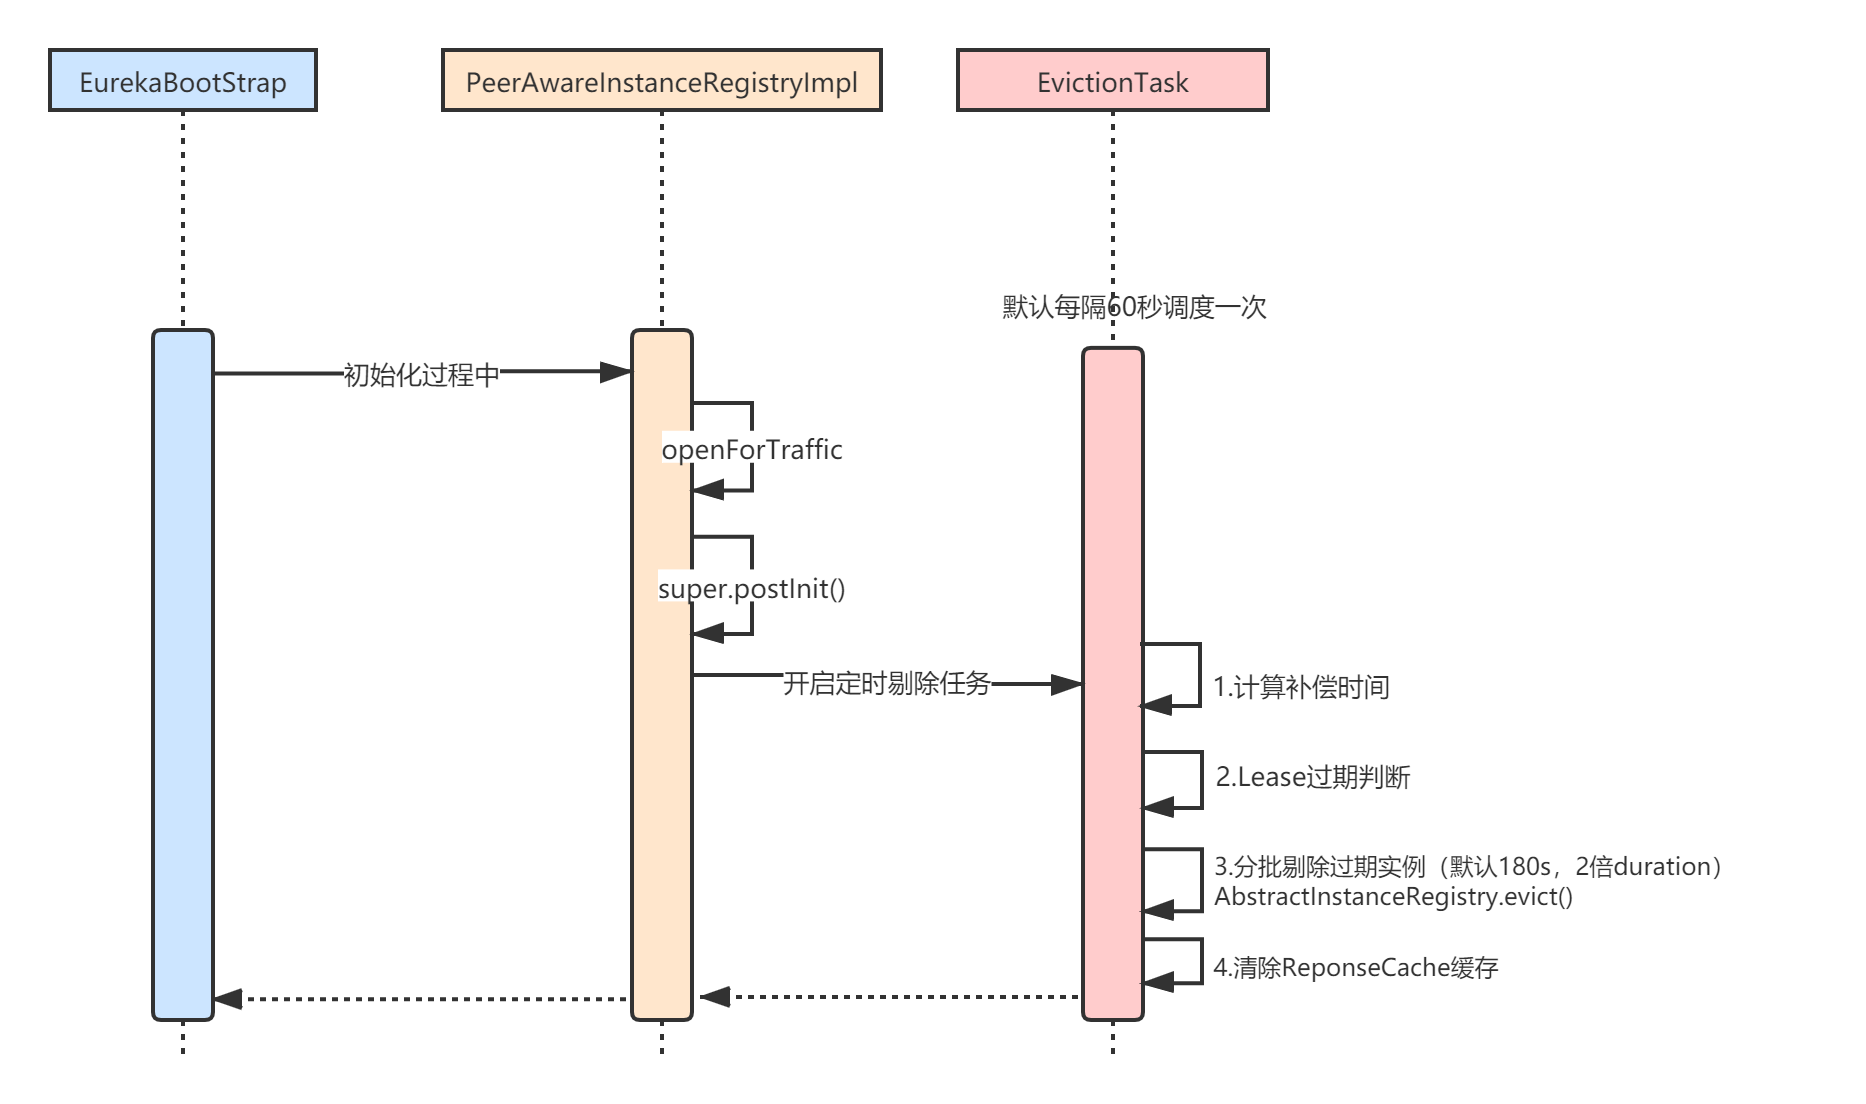 EurekaBootStrap
PeerAwareInstanceRegistryImpl
EvictionTask
默认每隔60秒调度一次
初始化过程中
openForTraffic
super.postInit()
开启定时剔除任务
1.计算补偿时间
2.Lease过期判断
3.分批剔除过期实例（默认180s，2倍duration）
AbstractInstanceRegistry.evict()
4.清除ReponseCache缓存